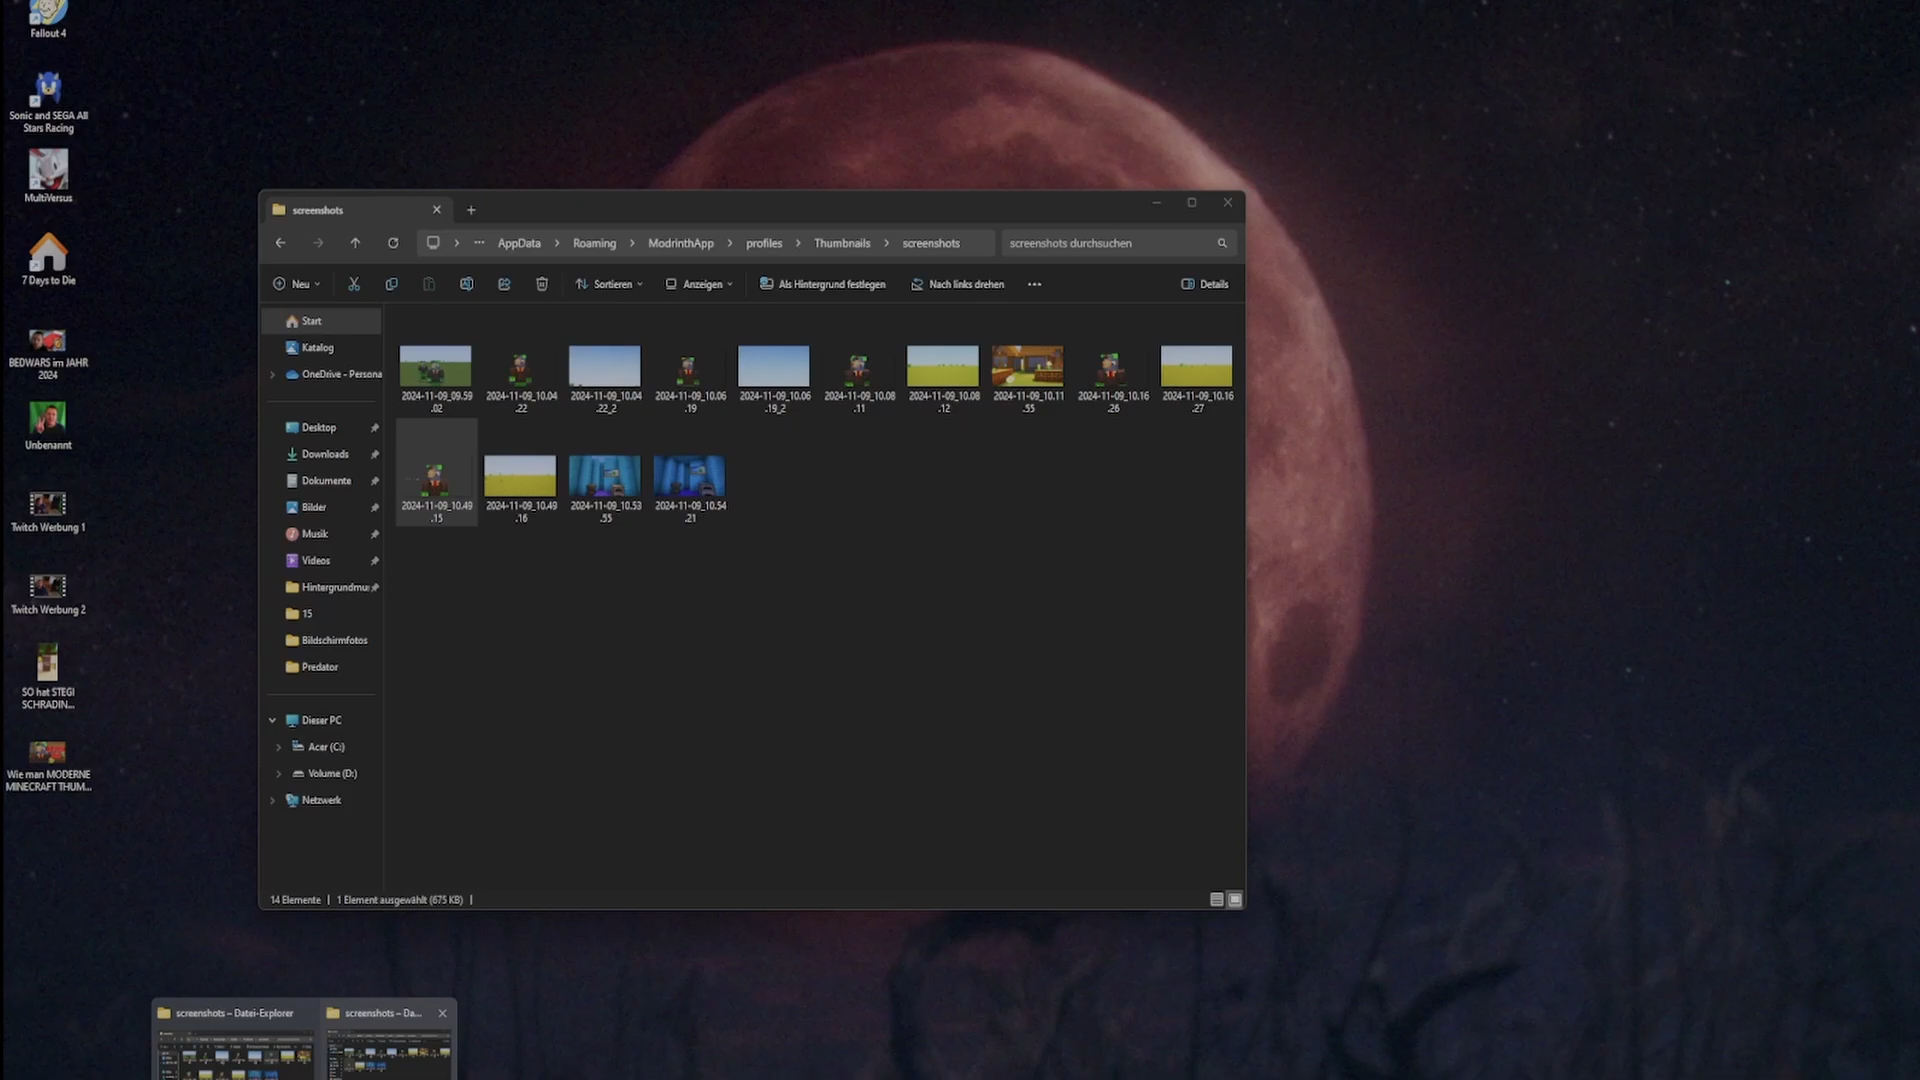 Fallout 4
Sonic and SEGA All
Stars Racing
MultiVersus
7 Days to Die
BEDWARS im JAHR
2024
Unbenannt
Twitch Werbung 1
Twitch Werbung 2
SO hat STEGI
SCHRADIN...
Wie man MODERNE
MINECRAFT THUM...
screenshots
AppData
Roaming
ModrinthApp
profiles
Thumbnails
screenshots
screenshots durchsuchen
Neu
Sortieren
Anzeigen
Als Hintergrund festlegen
Nach links drehen
Details
Start
Katalog
OneDrive - Persona
Desktop
Downloads
Dokumente
Bilder
Musik
Videos
Hintergrundmu
15
Bildschirmfotos
Predator
Dieser PC
Acer (C:)
Volume (D:)
Netzwerk
2024-11-09_09.59
.02
2024-11-09_10.04
.22
2024-11-09_10.04
.22_2
2024-11-09_10.06
.19
2024-11-09_10.06
.19_2
2024-11-09_10.08
.11
2024-11-09_10.08
.12
2024-11-09_10.11
.55
2024-11-09_10.16
.26
2024-11-09_10.16
.27
2024-11-09_10.49
.15
2024-11-09_10.49
.16
2024-11-09_10.53
.55
2024-11-09_10.54
.21
14 Elemente
1 Element ausgewählt (675 KB)
screenshots – Datei-Explorer
screenshots – Da...